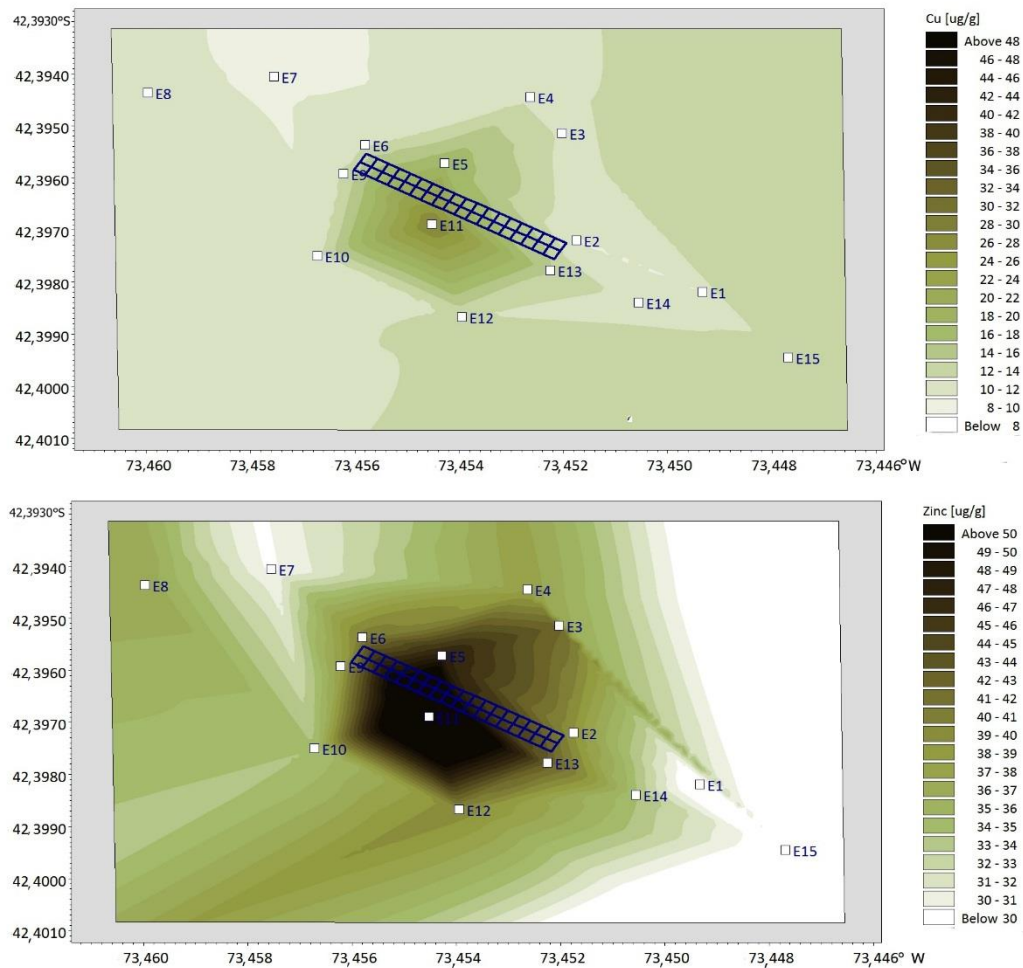 Cu [ug/g]
Above 48
46 - 48
44 - 46
42 - 44
40 - 42
38 - 40
36 - 38
34 - 36
32 - 34
30 - 32
28 - 30
26 - 28
24 - 26
22 - 24
20 - 22
18 - 20
16 - 18
14 - 16
12 - 14
10 - 12
8 - 10
Below 8
42,3930°S
42,3940
42,3950
42,3960
42,3970
42,3980
42,3990
42,4000
42,4010
E7
E8
E4
E3
E6
E5
E9
E11
E2
E10
E13
E1
E14
E12
E15
73,460
73,458
73,456
73,454
73,452
73,450
73,448
73,446° W
Zinc [ug/g]
Above 50
49 - 50
48 - 49
47 - 48
46 - 47
45 - 46
44 - 45
43 - 44
42 - 43
41 - 42
40 - 41
39 - 40
38 - 39
37 - 38
36 - 37
35 - 36
34 - 35
33 - 34
32 - 33
31 - 32
30 - 31
Below 30
42,3930°S
42,3940
42,3950
42,3960
42,3970
42,3980
42,3990
42,4000
42,4010
E7
E8
E4
E3
E6
E5
E9
E2
E10
E13
E1
E14
E12
E15
73,460
73,458
73,456
73,454
73,452
73,450
73,448
73,446° W